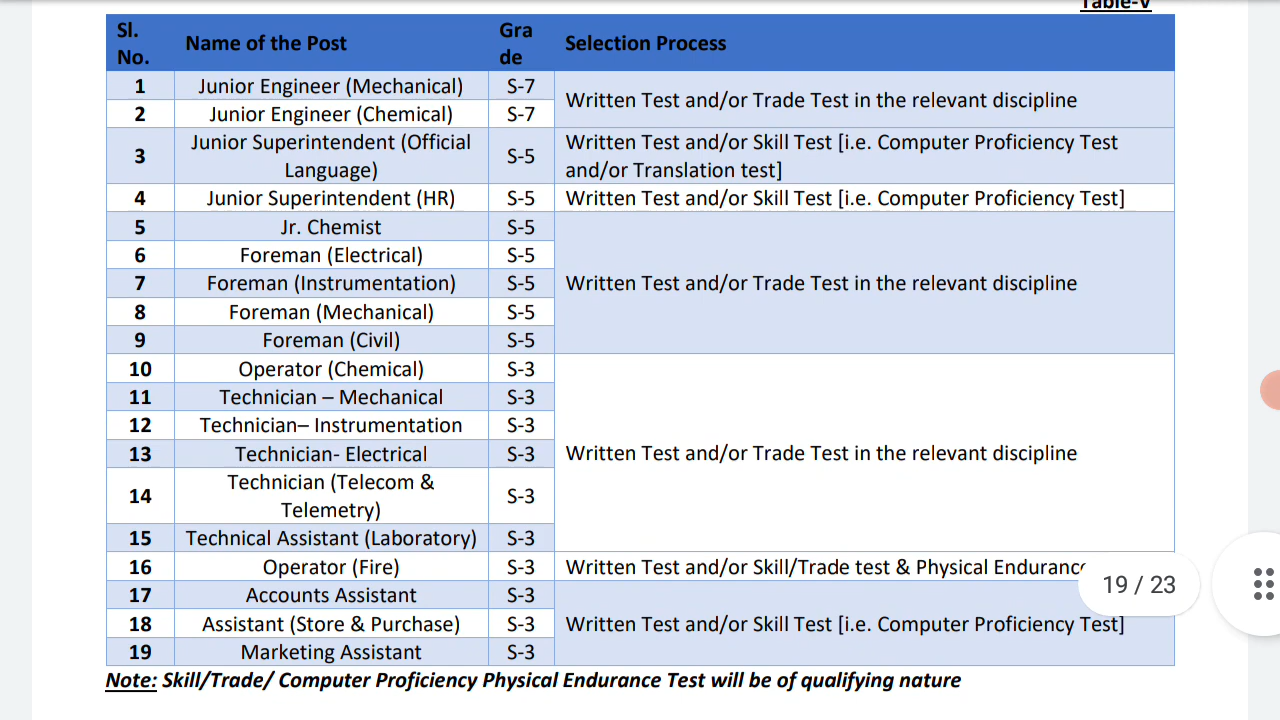 Table-V
Sl. No. Name of the Post Gra de Selection Process
1 Junior Engineer (Mechanical) S-7 Written Test and/or Trade Test in the relevant discipline
2 Junior Engineer (Chemical) S-7
3 Junior Superintendent (Official Language) S-5 Written Test and/or Skill Test [i.e. Computer Proficiency Test and/or Translation test]
4 Junior Superintendent (HR) S-5 Written Test and/or Skill Test [i.e. Computer Proficiency Test]
5 Jr. Chemist S-5
6 Foreman (Electrical) S-5
7 Foreman (Instrumentation) S-5 Written Test and/or Trade Test in the relevant discipline
8 Foreman (Mechanical) S-5
9 Foreman (Civil) S-5
10 Operator (Chemical) S-3
11 Technician – Mechanical S-3
12 Technician– Instrumentation S-3
13 Technician- Electrical S-3 Written Test and/or Trade Test in the relevant discipline
14 Technician (Telecom & Telemetry) S-3
15 Technical Assistant (Laboratory) S-3
16 Operator (Fire) S-3 Written Test and/or Skill/Trade test & Physical Endurance
19 / 23
17 Accounts Assistant S-3
18 Assistant (Store & Purchase) S-3 Written Test and/or Skill Test [i.e. Computer Proficiency Test]
19 Marketing Assistant S-3
Note: Skill/Trade/ Computer Proficiency Physical Endurance Test will be of qualifying nature